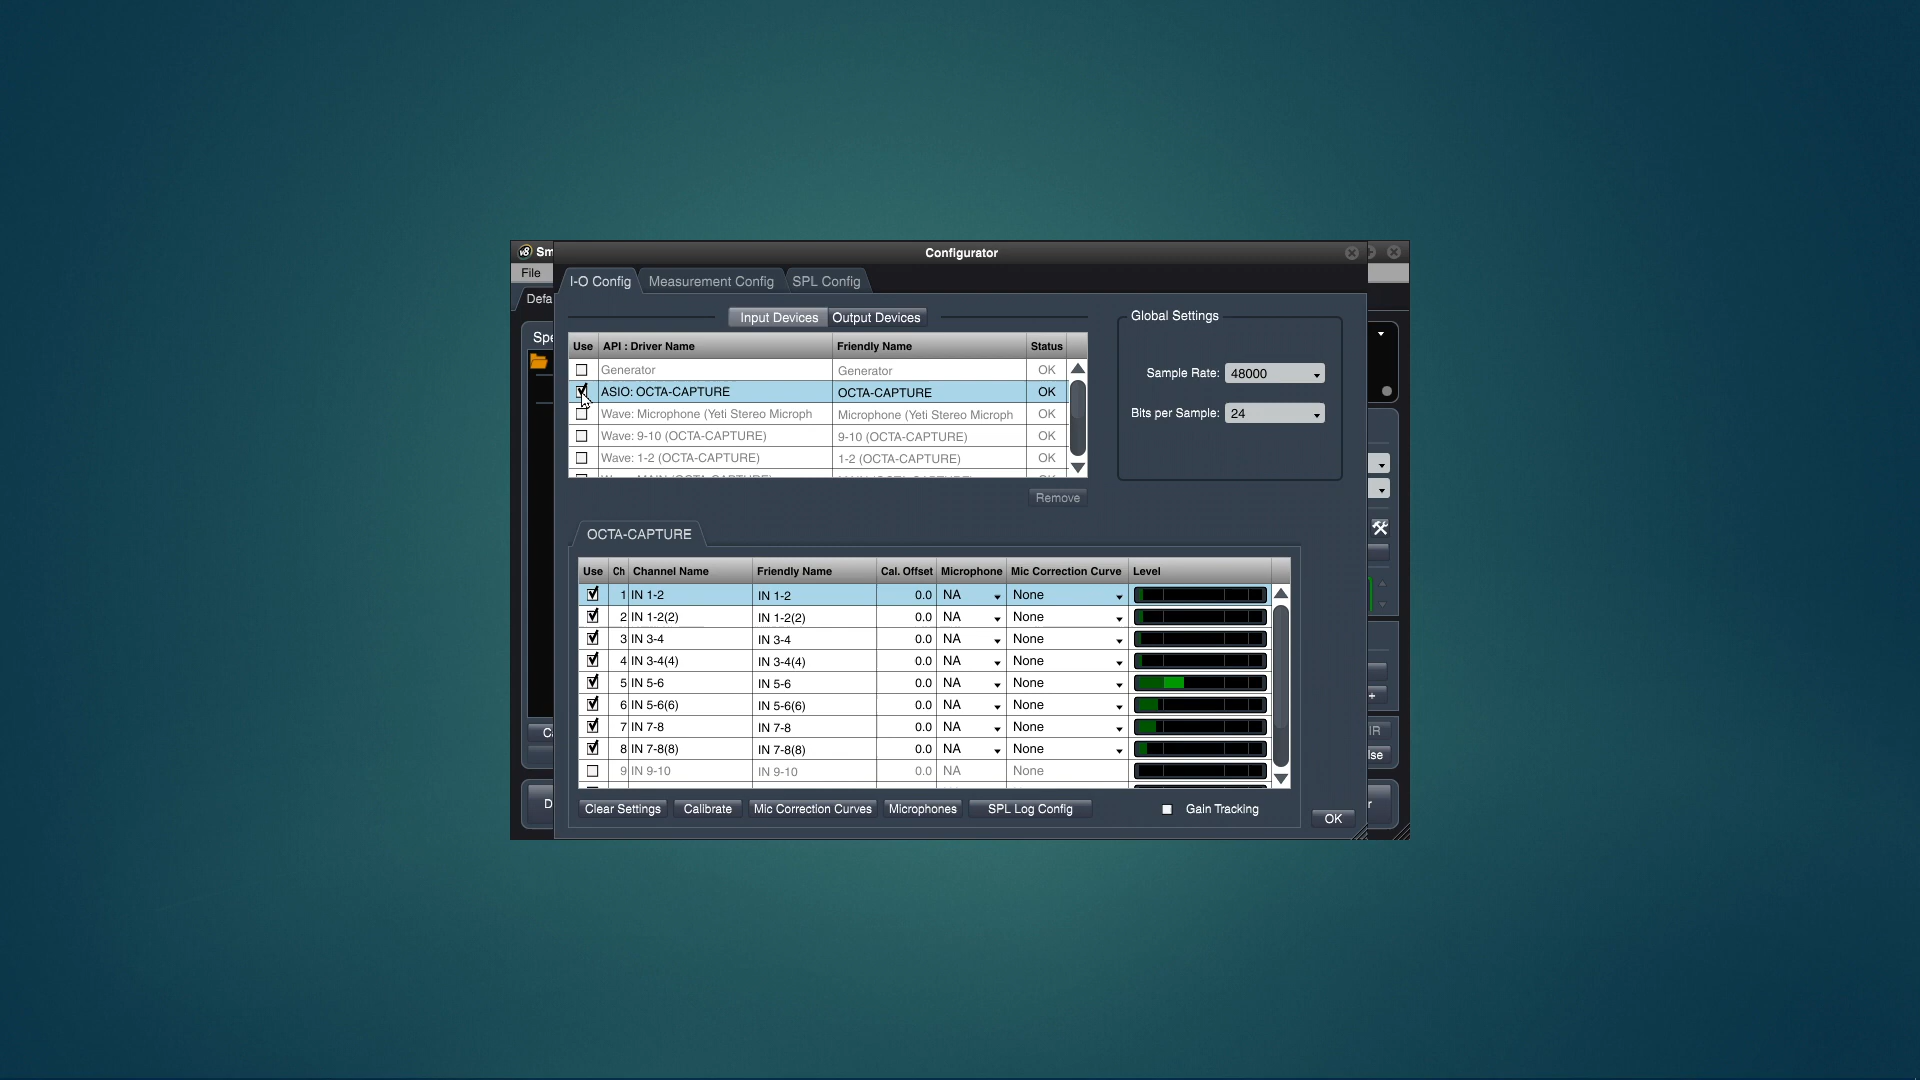 v8 Sm
Configurator
File
I-O Config Measurement Config SPL Config
Defa
Input Devices Output Devices
Global Settings
Spe
Use API : Driver Name Friendly Name Status
Generator Generator OK
ASIO: OCTA-CAPTURE OCTA-CAPTURE OK
Wave: Microphone (Yeti Stereo Microph Microphone (Yeti Stereo Microph OK
Wave: 9-10 (OCTA-CAPTURE) 9-10 (OCTA-CAPTURE) OK
Wave: 1-2 (OCTA-CAPTURE) 1-2 (OCTA-CAPTURE) OK
Sample Rate: 48000
Bits per Sample: 24
Remove
OCTA-CAPTURE
Use Ch Channel Name Friendly Name Cal. Offset Microphone Mic Correction Curve Level
1 IN 1-2 IN 1-2 0.0 NA None
2 IN 1-2(2) IN 1-2(2) 0.0 NA None
3 IN 3-4 IN 3-4 0.0 NA None
4 IN 3-4(4) IN 3-4(4) 0.0 NA None
5 IN 5-6 IN 5-6 0.0 NA None
6 IN 5-6(6) IN 5-6(6) 0.0 NA None
7 IN 7-8 IN 7-8 0.0 NA None
8 IN 7-8(8) IN 7-8(8) 0.0 NA None
9 IN 9-10 IN 9-10 0.0 NA None
Clear Settings Calibrate Mic Correction Curves Microphones SPL Log Config Gain Tracking
OK
+
IR
lse
D
r